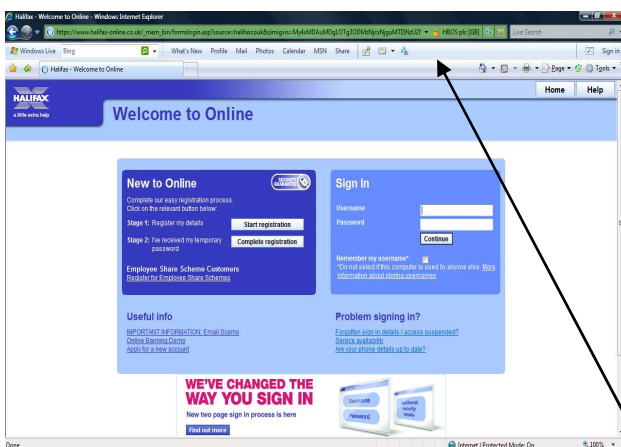 Halifax - Welcome to Online - Windows Internet Explorer
HBOS plc [GB]
Live Search
Windows Live
Bing
What's New
Profile
Mail
Photos
Calendar
MSN
Share
Sign in
Halifax - Welcome to Online
Page
Tools
HALIFAX
a little extra help
Home
Help
Welcome to Online
New to Online
SECURITY GUARANTEE
Complete our easy registration process.
Click on the relevant button below:
Stage 1: Register my details
Start registration
Stage 2: I've received my temporary
password
Complete registration
Employee Share Scheme Customers
Register for Employee Share Schemes
Sign In
Username
Password
Continue
Remember my username*
*Do not select if this computer is used by anyone else. More
information about storing usernames
Useful info
IMPORTANT INFORMATION: Email Scams
Online Banking Demo
Apply for a new account
Problem signing in?
Forgotten sign in details / access suspended?
Service availability
Are your phone details up to date?
WE'VE CHANGED THE
WAY YOU SIGN IN
New two page sign in process is here
Find out more
Username
Password
Additional
security
details
Done
Internet | Protected Mode: On
100%